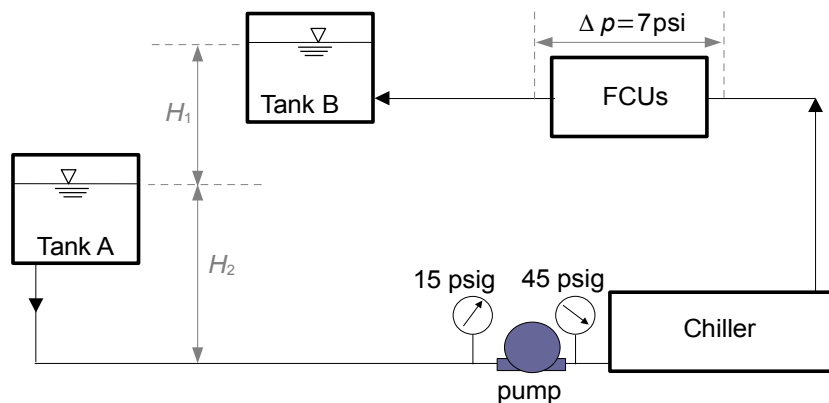 Δ p=7psi
FCUs
Tank B
H₁
Tank A
H₂
15 psig
45 psig
Chiller
pump